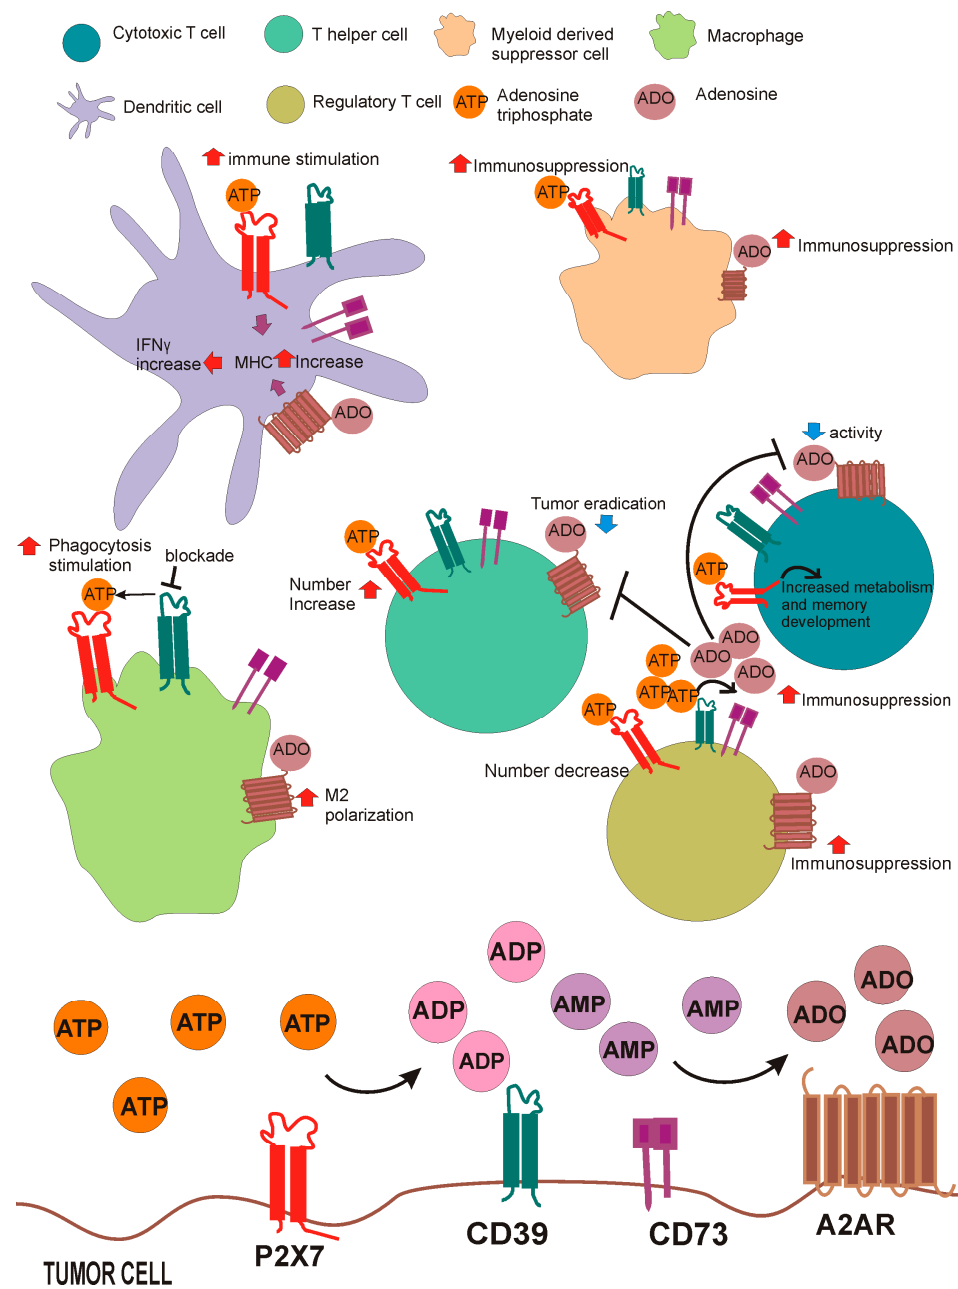 Cytotoxic T cell
T helper cell
Myeloid derived
suppressor cell
Macrophage
Dendritic cell
Regulatory T cell
ATP
Adenosine
triphosphate
ADO
Adenosine
immune stimulation
ATP
IFNγ
increase
MHC
Increase
ADO
Immunosuppression
ATP
ADO
Immunosuppression
activity
ADO
ATP
Increased metabolism
and memory
development
Tumor eradication
ADO
ATP
Number
Increase
Phagocytosis
stimulation
blockade
ATP
ADO
M2
polarization
ADO
ADO
ADO
ATP
ATP
ATP
Immunosuppression
ATP
Number decrease
ADO
Immunosuppression
ATP
ATP
ATP
ATP
ADP
ADP
ADP
AMP
AMP
AMP
ADO
ADO
ADO
P2X7
CD39
CD73
A2AR
TUMOR CELL